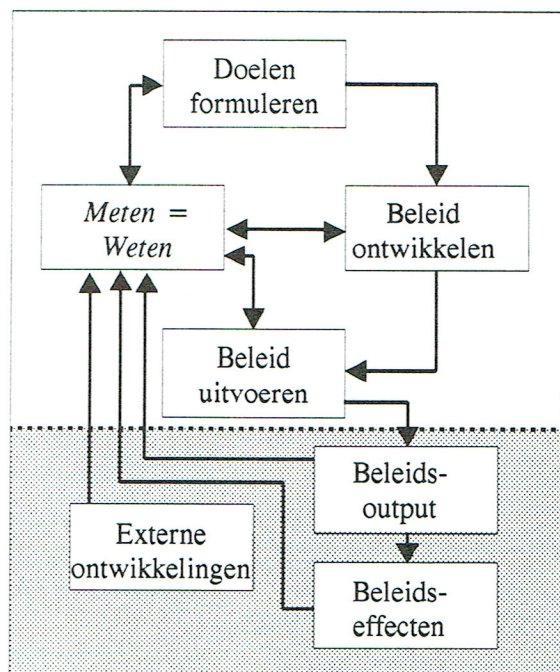 Doelen
formuleren
Meten =
Weten
Beleid
ontwikkelen
Beleid
uitvoeren
Beleids-
output
Externe
ontwikkelingen
Beleids-
effecten